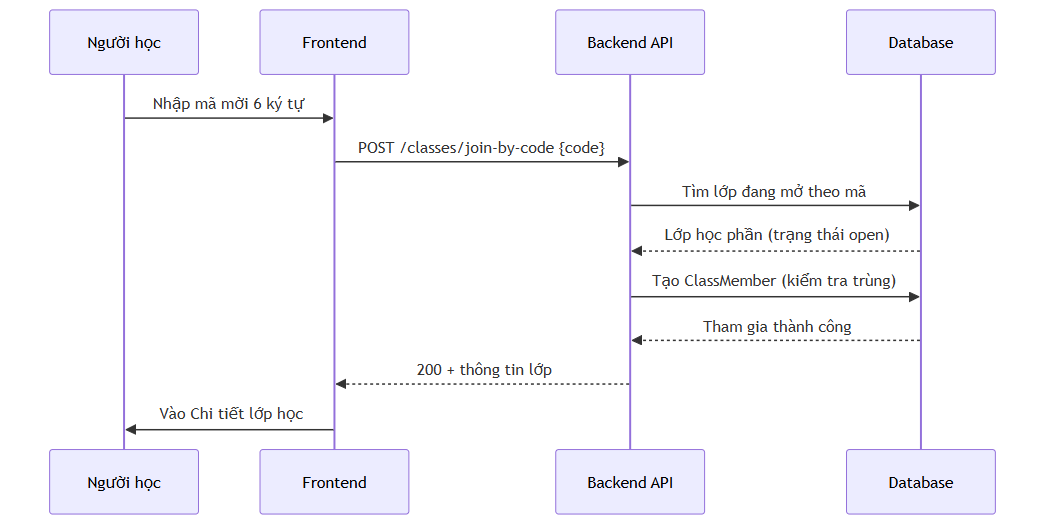 Người học
Frontend
Backend API
Database
Nhập mã mời 6 ký tự
POST /classes/join-by-code {code}
Tìm lớp đang mở theo mã
Lớp học phần (trạng thái open)
Tạo ClassMember (kiểm tra trùng)
Tham gia thành công
200 + thông tin lớp
Vào Chi tiết lớp học
Người học
Frontend
Backend API
Database